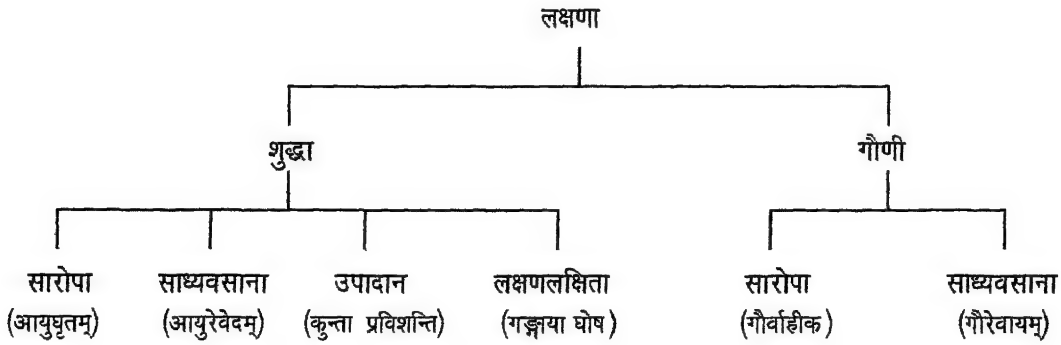 लक्षणा
शुद्धा गौणी
सारोपा साध्यवसाना उपादान लक्षणलक्षिता सारोपा साध्यवसाना
(आयुघृतम्) (आयुरेवेदम्) (कुन्ता प्रविशन्ति) (गङ्गाया घोष) (गौर्वाहीक) (गौरेवायम्)